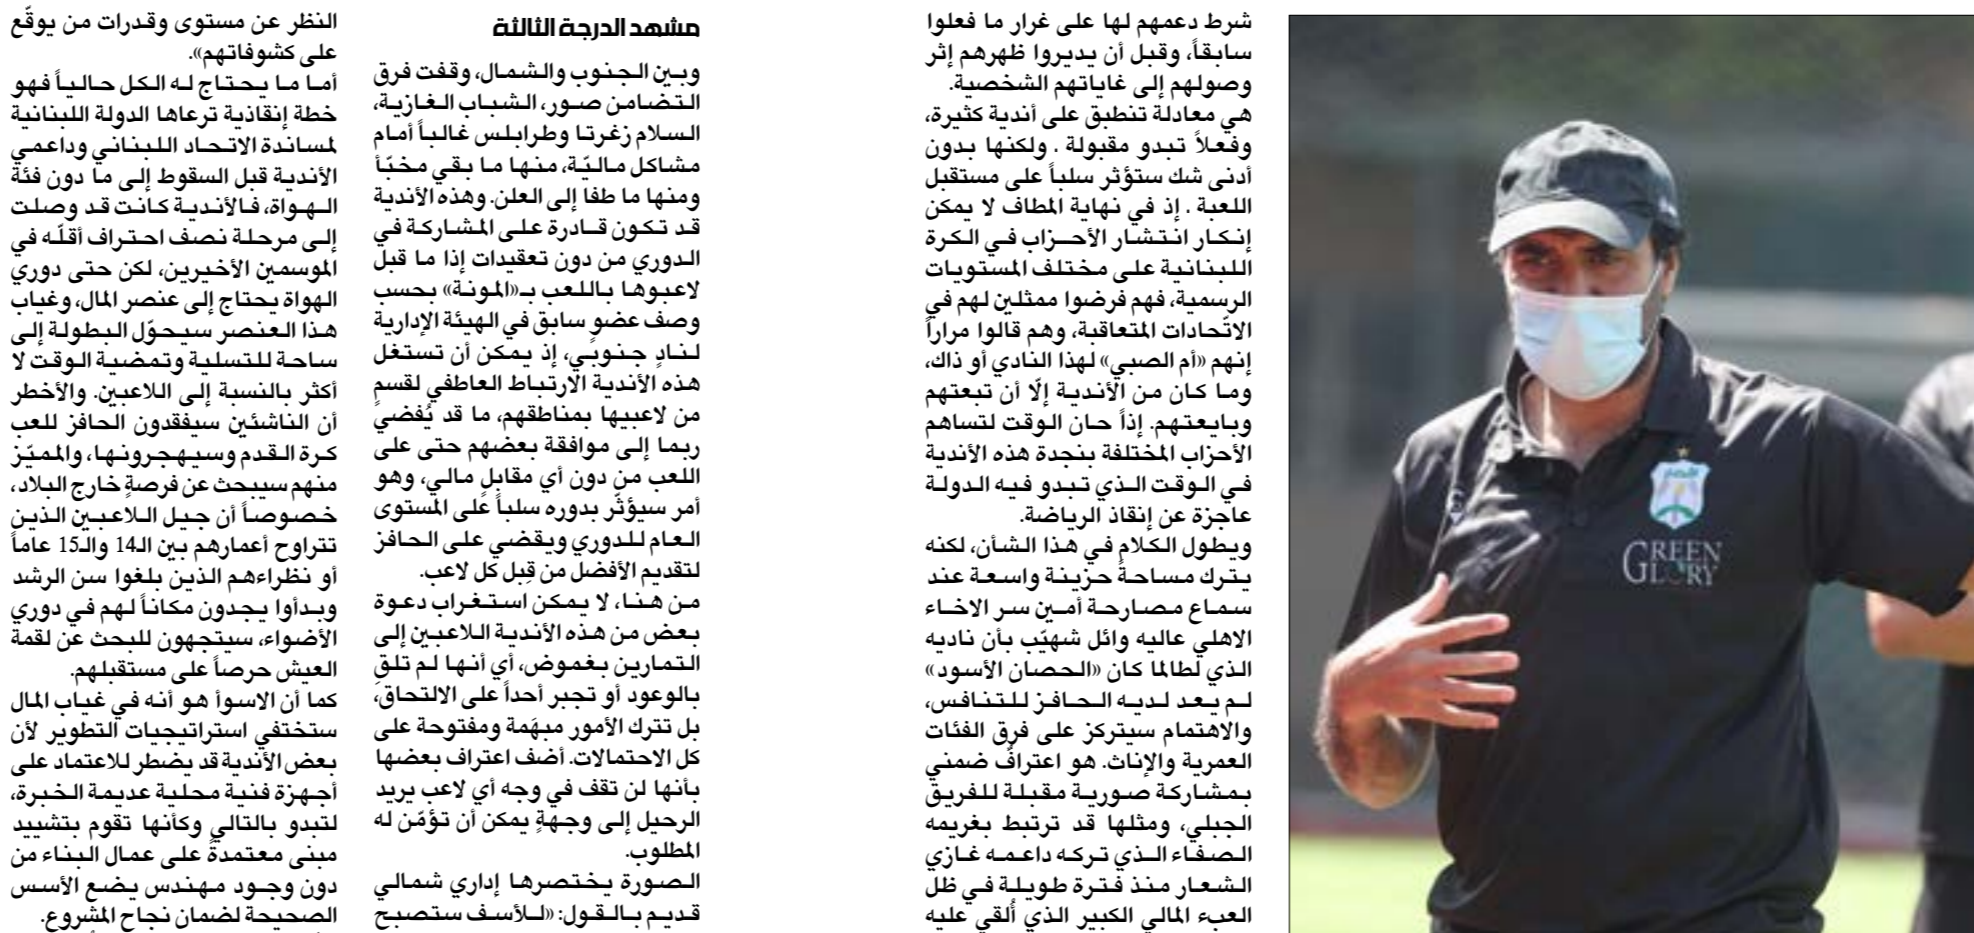 شرط دعمهم لها على غرار ما فعلوا
سابقاً، وقبل أن يديروا ظهرهم إثر
وصولهم إلى غاياتهم الشخصية.
هي معادلة تنطبق على أندية كثيرة،
وفعلاً تبدو مقبولة . ولكنها بدون
أدنى شك ستؤثر سلباً على مستقبل
اللعبة . إذ في نهاية المطاف لا يمكن
إنكار انتشار الأحزاب في الكرة
اللبنانية على مختلف المستويات
الرسمية، فهم فرضوا ممثلين لهم في
الاتّحادات المتعاقبة، وهم قالوا مراراً
إنهم «أم الصبي» لهذا النادي أو ذاك،
وما كان من الأندية إلّا أن تبعتهم
وبايعتهم. إذاً حان الوقت لتساهم
الأحزاب المختلفة بنجدة هذه الأندية
في الوقت الذي تبدو فيه الدولة
عاجزة عن إنقاذ الرياضة.
ويطول الكلام في هذا الشأن، لكنه
يترك مساحةً حزينة واسعة عند
سماع مصارحة أمين سر الاخاء
الاهلي عاليه وائل شهيّب بأن ناديه
الذي لطالما كان «الحصان الأسود»
لم يعد لديه الحافز للتنافس،
والاهتمام سيتركز على فرق الفئات
العمرية والإناث. هو اعترافٌ ضمني
بمشاركة صورية مقبلة للفريق
الجبلي، ومثلها قد ترتبط بغريمه
الصفاء الذي تركه داعمه غازي
الشعار منذ فترة طويلة في ظل
العبء المالي الكبير الذي أُلقي عليه
مشهد الدرجة الثالثة
وبين الجنوب والشمال، وقفت فرق
التضامن صور، الشباب الغازية،
السلام زغرتا وطرابلس غالباً أمام
مشاكل ماليّة، منها ما بقي مخبّأ
ومنها ما طفا إلى العلن. وهذه الأندية
قد تكون قادرة على المشاركة في
الدوري من دون تعقيدات إذا ما قبل
لاعبوها باللعب بـ«المونة» بحسب
وصف عضوٍ سابق في الهيئة الإدارية
لنادٍ جنوبي، إذ يمكن أن تستغل
هذه الأندية الارتباط العاطفي لقسمٍ
من لاعبيها بمناطقهم، ما قد يُفضي
ربما إلى موافقة بعضهم حتى على
اللعب من دون أي مقابلٍ مالي، وهو
أمر سيؤثّر بدوره سلباً على المستوى
العام للدوري ويقضي على الحافز
لتقديم الأفضل من قِبل كل لاعب.
من هنا، لا يمكن استغراب دعوة
بعض من هذه الأندية اللاعبين إلى
التمارين بغموض، أي أنها لم تلقِ
بالوعود أو تجبر أحداً على الالتحاق،
بل تترك الأمور مبهَمة ومفتوحة على
كل الاحتمالات. أضف اعتراف بعضها
بأنها لن تقف في وجه أي لاعب يريد
الرحيل إلى وجهةٍ يمكن أن تؤمّن له
المطلوب.
الصورة يختصرها إداري شمالي
قديم بالقول: «للأسف ستصبح
النظر عن مستوى وقدرات من يوقّع
على كشوفاتهم».
أما ما يحتاج له الكل حالياً فهو
خطة إنقاذية ترعاها الدولة اللبنانية
لمساندة الاتحاد اللبناني وداعمي
الأندية قبل السقوط إلى ما دون فئة
الهواة، فالأندية كانت قد وصلت
إلى مرحلة نصف احتراف أقلّه في
الموسمين الأخيرين، لكن حتى دوري
الهواة يحتاج إلى عنصر المال، وغياب
هذا العنصر سيحوّل البطولة إلى
ساحة للتسلية وتمضية الوقت لا
أكثر بالنسبة إلى اللاعبين. والأخطر
أن الناشئين سيفقدون الحافز للعب
كرة القدم وسيهجرونها، والمميّز
منهم سيبحث عن فرصةٍ خارج البلاد،
خصوصاً أن جيل اللاعبين الذين
تتراوح أعمارهم بين الـ14 والـ15 عاماً
أو نظراءهم الذين بلغوا سن الرشد
وبدأوا يجدون مكاناً لهم في دوري
الأضواء، سيتجهون للبحث عن لقمة
العيش حرصاً على مستقبلهم.
كما أن الاسوأ هو أنه في غياب المال
ستختفي استراتيجيات التطوير لأن
بعض الأندية قد يضطر للاعتماد على
أجهزة فنية محلية عديمة الخبرة،
لتبدو بالتالي وكأنها تقوم بتشييد
مبنى معتمدةً على عمال البناء من
دون وجود مهندس يضع الأسس
الصحيحة لضمان نجاح المشروع.
GREEN
GLORY